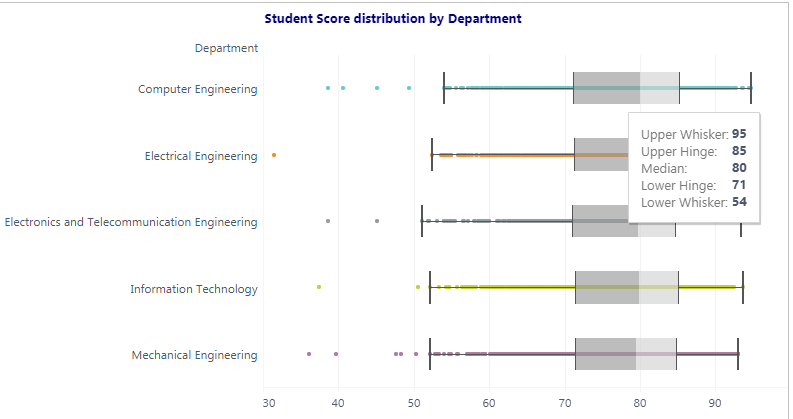 Student Score distribution by Department
Department
Computer Engineering
Upper Whisker: 95
Upper Hinge: 85
Median: 80
Lower Hinge: 71
Lower Whisker: 54
Electrical Engineering
Electronics and Telecommunication Engineering
Information Technology
Mechanical Engineering
30 40 50 60 70 80 90